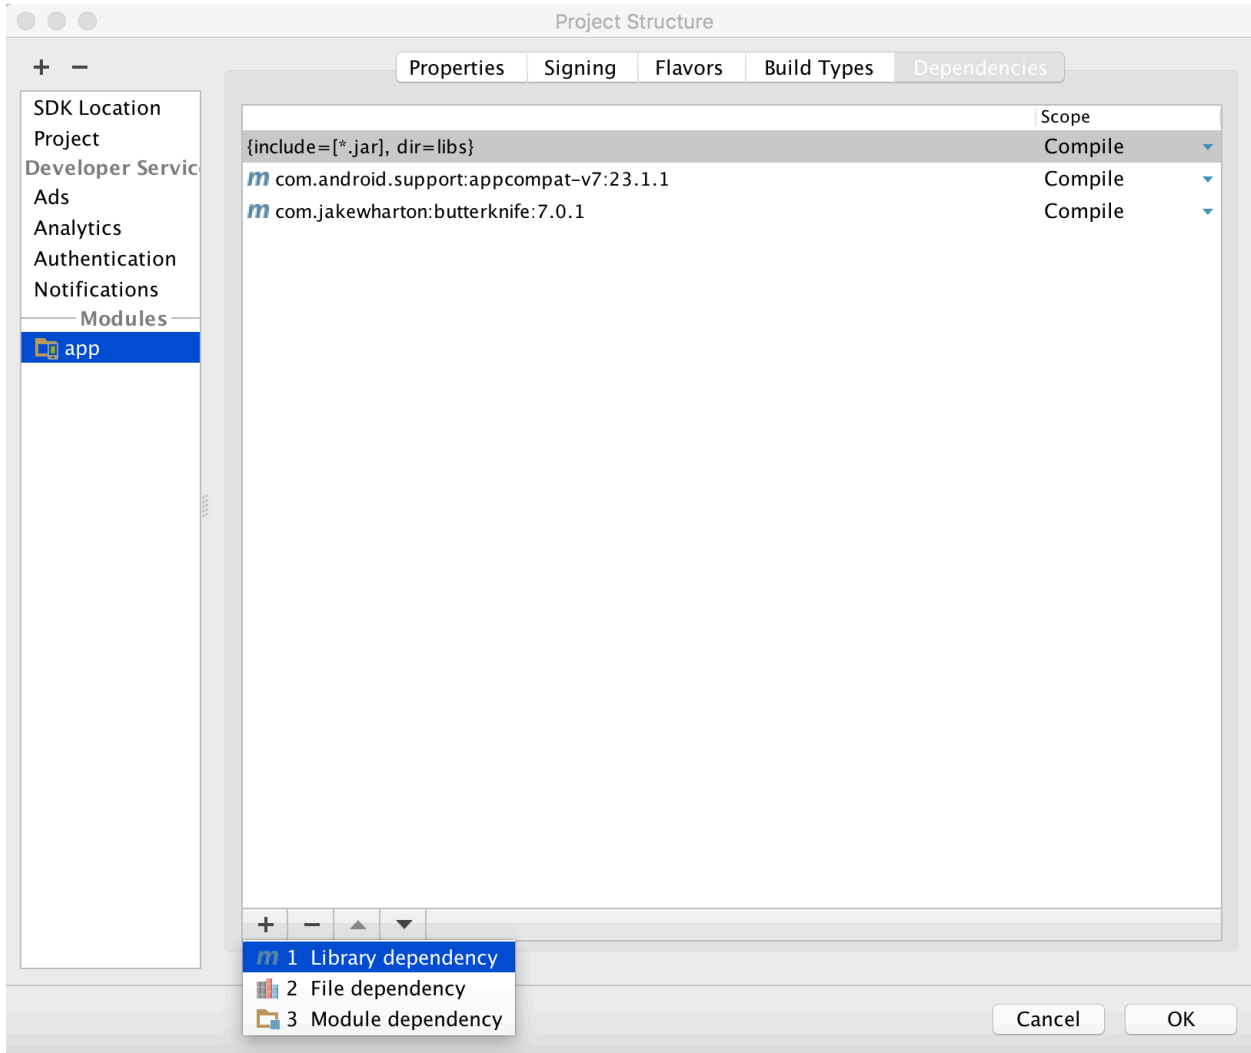 Project Structure
+ −
Properties Signing Flavors Build Types Dependencies
SDK Location
Project
Developer Servic
Ads
Analytics
Authentication
Notifications
Modules
app
Scope
{include=[*.jar], dir=libs} Compile
m com.android.support:appcompat-v7:23.1.1 Compile
m com.jakewharton:butterknife:7.0.1 Compile
+ −
m 1 Library dependency
2 File dependency
3 Module dependency
Cancel OK